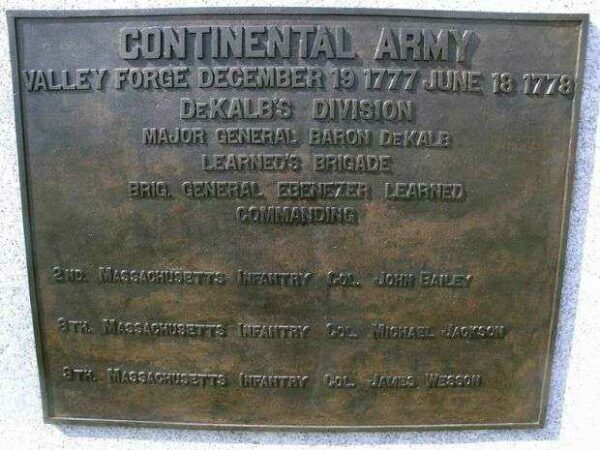 CONTINENTAL ARMY
VALLEY FORGE DECEMBER 19 1777 JUNE 18 1778
DEKALB'S DIVISION
MAJOR GENERAL BARON DEKALB
LEARNED'S BRIGADE
BRIG. GENERAL EBENEZER LEARNED
COMMANDING
2ND. MASSACHUSETTS INFANTRY COL. JOHN BAILEY
MASSACHUSETTS INFANTRY COL. MICHAEL JACKSON
MASSACHUSETTS INFANTRY COL. JAMES WESSON